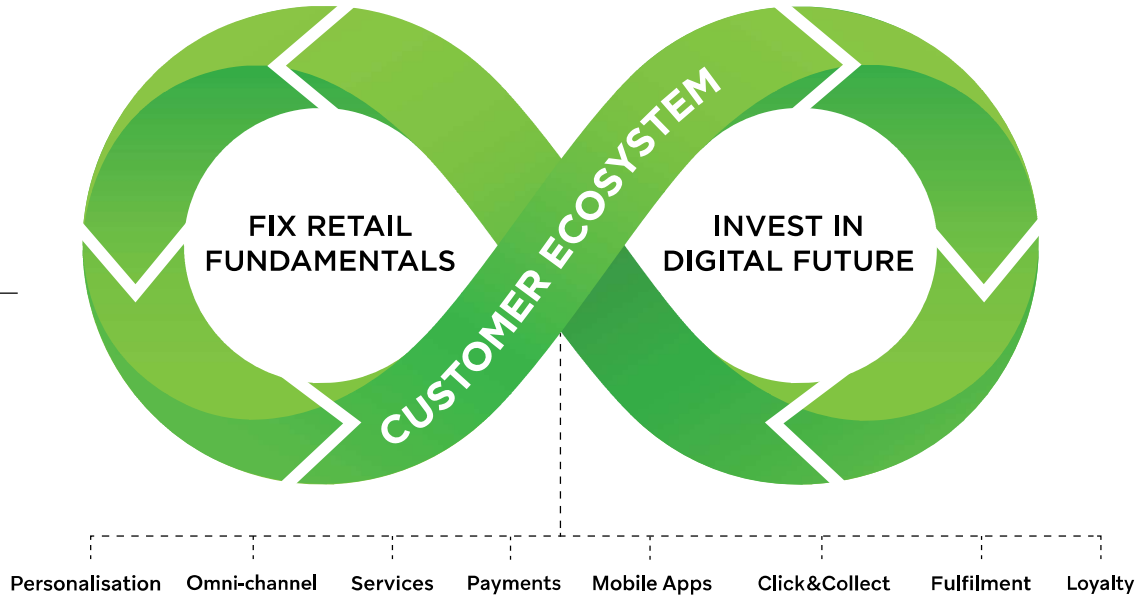 FIX RETAIL
FUNDAMENTALS
CUSTOMER ECOSYSTEM
INVEST IN
DIGITAL FUTURE
Personalisation Omni-channel Services Payments Mobile Apps Click&Collect Fulfilment Loyalty